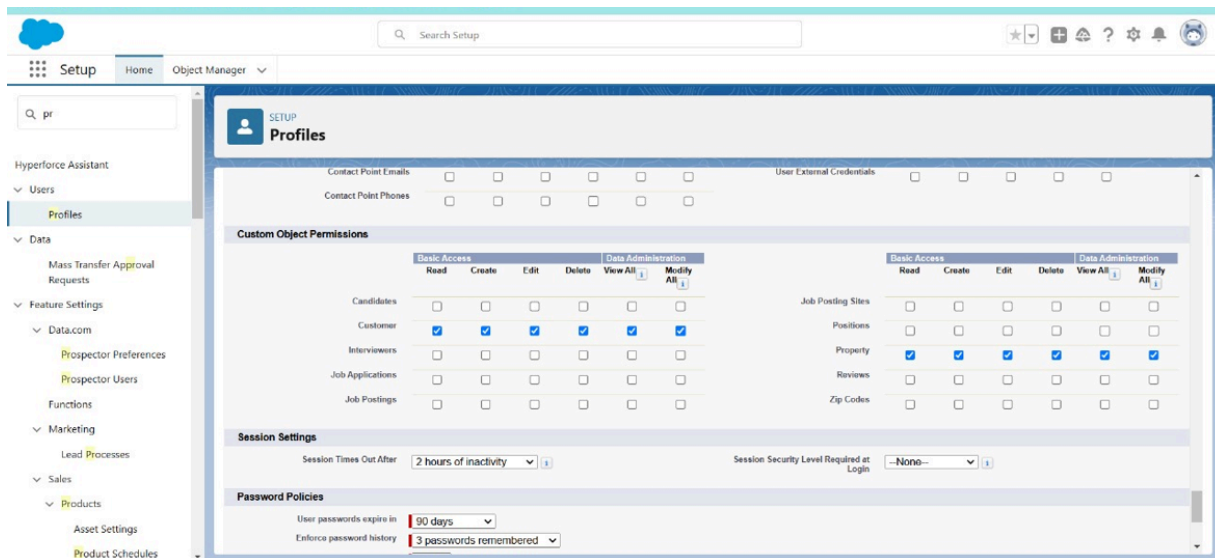 Search Setup
Setup
Home
Object Manager
pr
Hyperforce Assistant
Users
Profiles
Data
Mass Transfer Approval
Requests
Feature Settings
Data.com
Prospector Preferences
Prospector Users
Functions
Marketing
Lead Processes
Sales
Products
Asset Settings
Product Schedules
SETUP
Profiles
Contact Point Emails
User External Credentials
Contact Point Phones
Custom Object Permissions
Basic Access Data Administration
Read Create Edit Delete View All Modify
All
Basic Access Data Administration
Read Create Edit Delete View All Modify
All
Candidates
Customer
Interviewers
Job Applications
Job Postings
Job Posting Sites
Positions
Property
Reviews
Zip Codes
Session Settings
Session Times Out After 2 hours of inactivity
Session Security Level Required at
Login
--None--
Password Policies
User passwords expire in 90 days
Enforce password history 3 passwords remembered